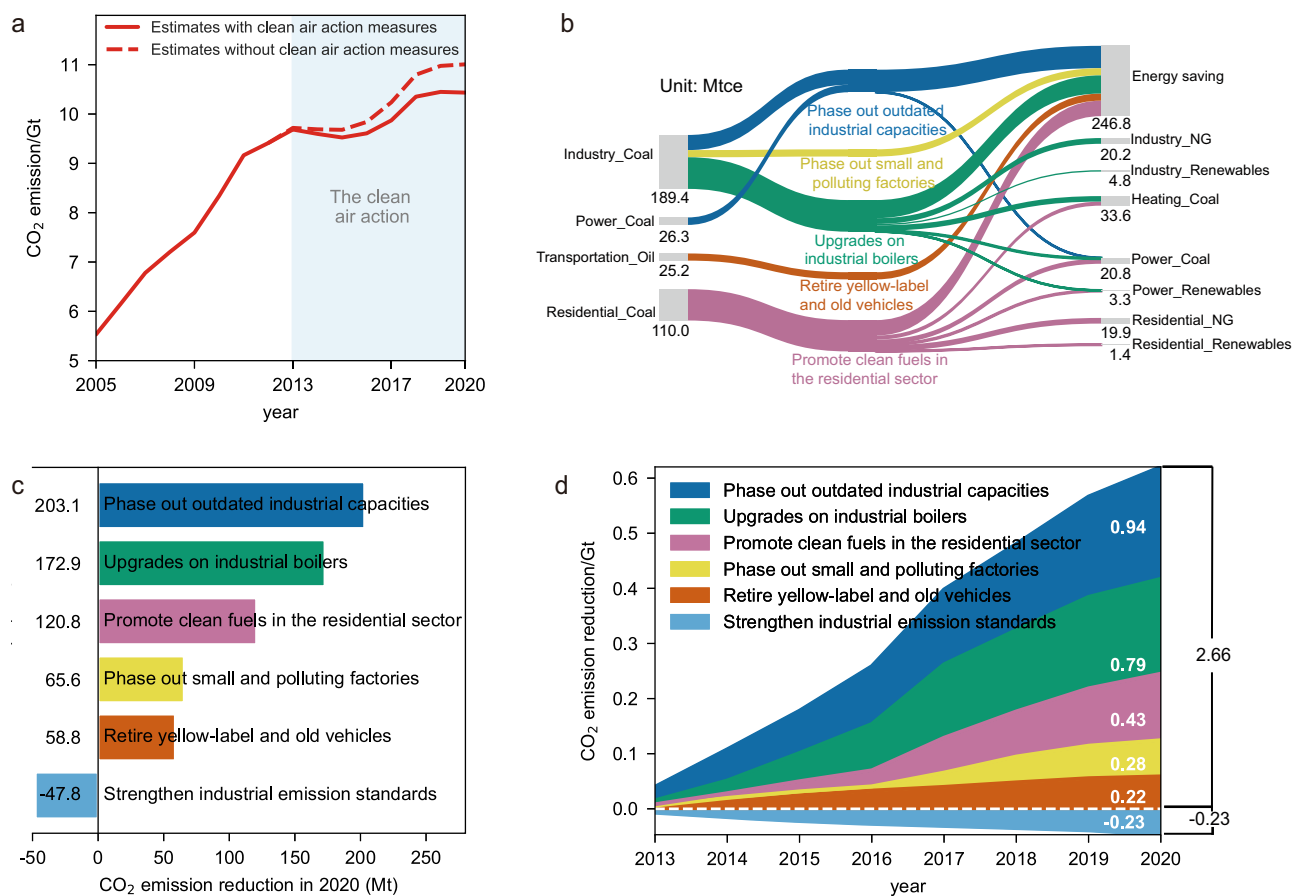 a
Estimates with clean air action measures
Estimates without clean air action measures
11
10
9
8
7
6
5
CO2 emission/Gt
The clean
air action
2005
2009
2013
2017
2020
year
b
Unit: Mtce
Industry_Coal
189.4
Power_Coal
26.3
Transportation_Oil
25.2
Residential_Coal
110.0
Phase out outdated
industrial capacities
Phase out small and
polluting factories
Upgrades on
industrial boilers
Retire yellow-label
and old vehicles
Promote clean fuels in
the residential sector
Energy saving
246.8
Industry_NG
20.2
Industry_Renewables
4.8
Heating_Coal
33.6
Power_Coal
20.8
Power_Renewables
3.3
Residential_NG
19.9
Residential_Renewables
1.4
c
203.1 Phase out outdated industrial capacities
172.9 Upgrades on industrial boilers
120.8 Promote clean fuels in the residential sector
65.6 Phase out small and polluting factories
58.8 Retire yellow-label and old vehicles
-47.8 Strengthen industrial emission standards
-50 0 50 100 150 200 250
CO2 emission reduction in 2020 (Mt)
d
0.6
0.5
0.4
0.3
0.2
0.1
0.0
CO2 emission reduction/Gt
Phase out outdated industrial capacities
Upgrades on industrial boilers
Promote clean fuels in the residential sector
Phase out small and polluting factories
Retire yellow-label and old vehicles
Strengthen industrial emission standards
0.94
0.79
0.43
0.28
0.22
-0.23
2.66
-0.23
2013 2014 2015 2016 2017 2018 2019 2020
year